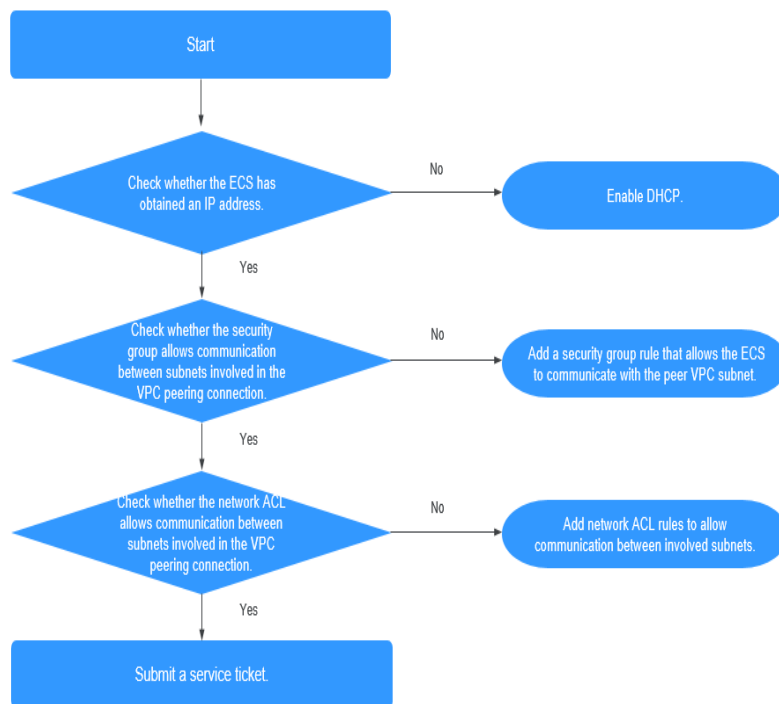 Start
Check whether the ECS has
obtained an IP address.
No
Enable DHCP.
Yes
Check whether the security
group allows communication
between subnets involved in the
VPC peering connection.
No
Add a security group rule that allows the ECS
to communicate with the peer VPC subnet.
Yes
Check whether the network ACL
allows communication between
subnets involved in the VPC
peering connection.
No
Add network ACL rules to allow
communication between involved subnets.
Yes
Submit a service ticket.